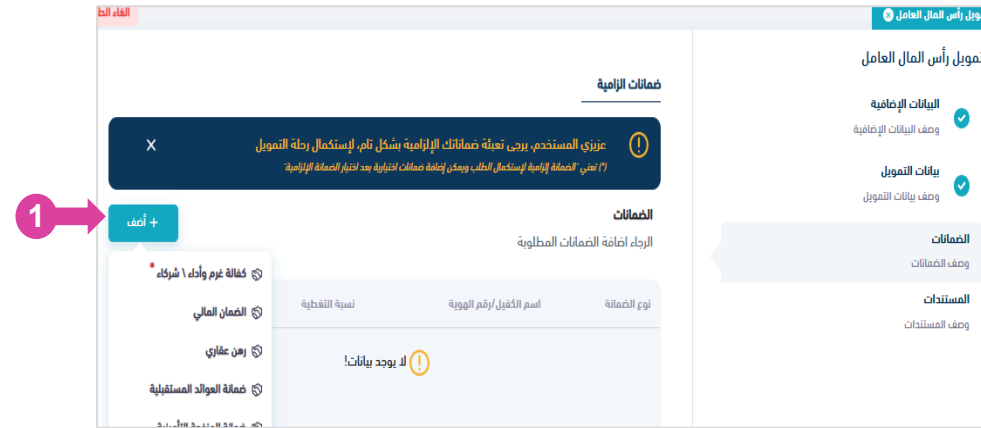 ويل رأس المال العامل
الغاء الط
تمويل رأس المال العامل
البيانات الإضافية
وصف البيانات الإضافية
بيانات التمويل
وصف بيانات التمويل
الضمانات
وصف الضمانات
المستندات
وصف المستندات
ضمانات الزامية
عزيزي المستخدم، يرجى تعبئة ضماناتك الإلزامية بشكل تام، لإستكمال رحلة التمويل
(*) تعني "الضمانة إلزامية لإستكمال الطلب ويمكن إضافة ضمانات اختيارية بعد اختيار الضمانة الإلزامية"
الضمانات
الرجاء اضافة الضمانات المطلوبة
1
+ أضف
كفالة غرم وأداء \ شركاء *
الضمان المالي
رهن عقاري
ضمانة العوائد المستقبلية
نوع الضمانة
اسم الكفيل/رقم الهوية
نسبة التغطية
لا يوجد بيانات!